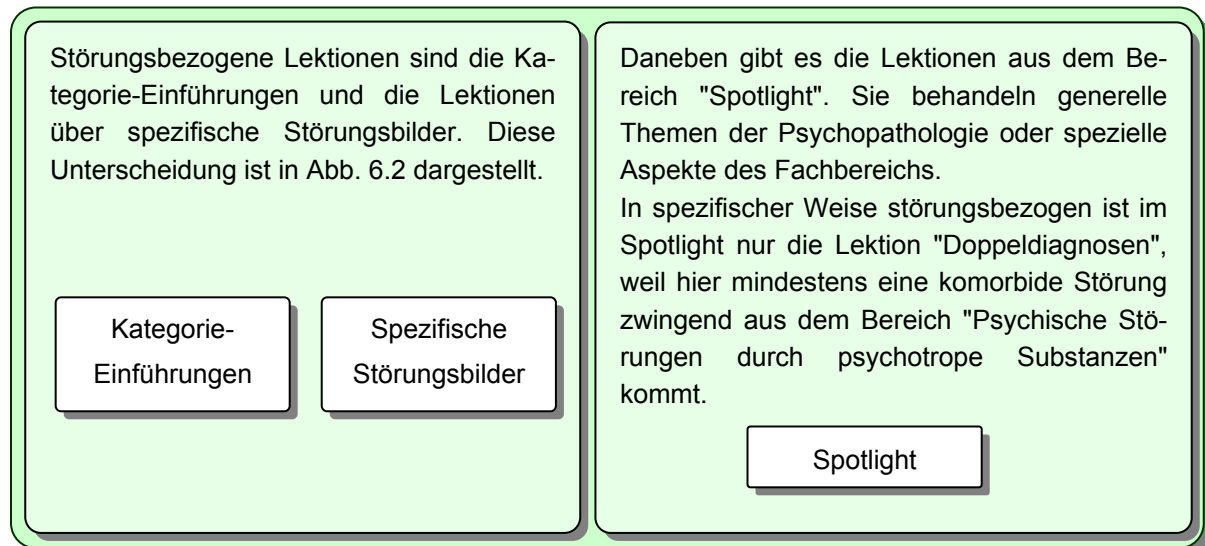 Störungsbezogene Lektionen sind die Ka-
tegorie-Einführungen und die Lektionen
über spezifische Störungsbilder. Diese
Unterscheidung ist in Abb. 6.2 dargestellt.
Kategorie-
Einführungen
Spezifische
Störungsbilder
Daneben gibt es die Lektionen aus dem Be-
reich "Spotlight". Sie behandeln generelle
Themen der Psychopathologie oder spezielle
Aspekte des Fachbereichs.
In spezifischer Weise störungsbezogen ist im
Spotlight nur die Lektion "Doppeldiagnosen",
weil hier mindestens eine komorbide Störung
zwingend aus dem Bereich "Psychische Stö-
rungen durch psychotrope Substanzen"
kommt.
Spotlight